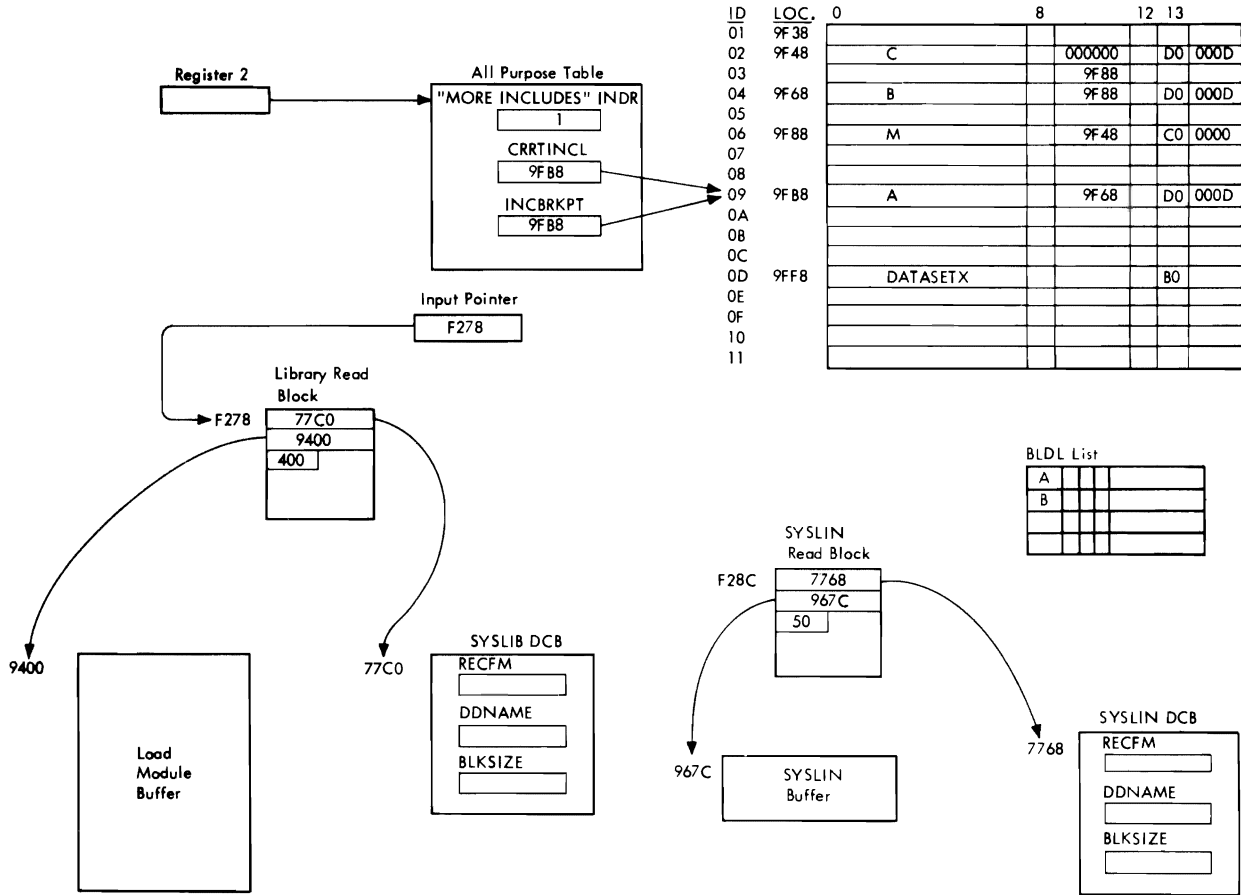 ID LOC. 0 8 12 13
01 9F38
02 9F48 C 000000 D0 000D
03 9F88
04 9F68 B 9F88 D0 000D
05
06 9F88 M 9F48 C0 0000
07
08
09 9FB8 A 9F68 D0 000D
0A
0B
0C
0D 9FF8 DATASETX B0
0E
0F
10
11
Register 2
All Purpose Table
"MORE INCLUDES" INDR
1
CRRTINCL
9FB8
INCBRKPT
9FB8
Input Pointer
F278
Library Read
Block
F278 77C0
9400
400
BLDL List
A
B
SYSLIN
Read Block
F28C 7768
967C
50
9400
Load
Module
Buffer
77C0
SYSLIB DCB
RECFM
DDNAME
BLKSIZE
967C
SYSLIN
Buffer
7768
SYSLIN DCB
RECFM
DDNAME
BLKSIZE